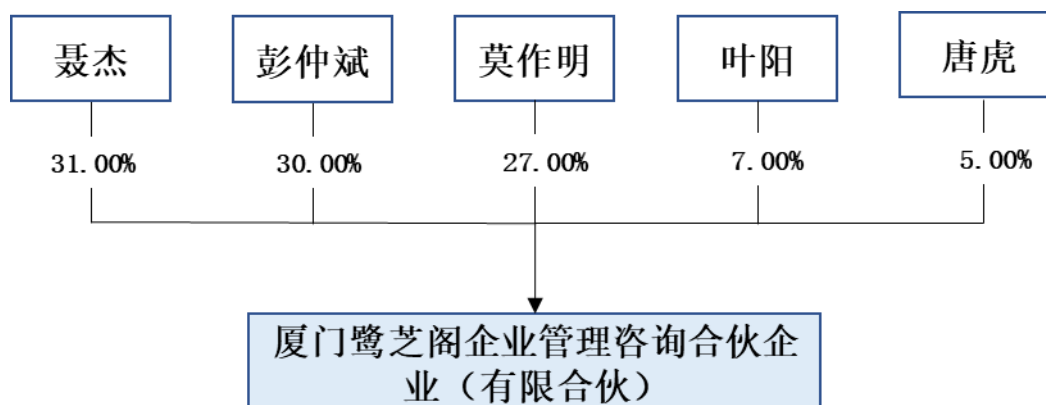 聂杰
彭仲斌
莫作明
叶阳
唐虎
31.00%
30.00%
27.00%
7.00%
5.00%
厦门鹭芝阁企业管理咨询合伙企
业（有限合伙）